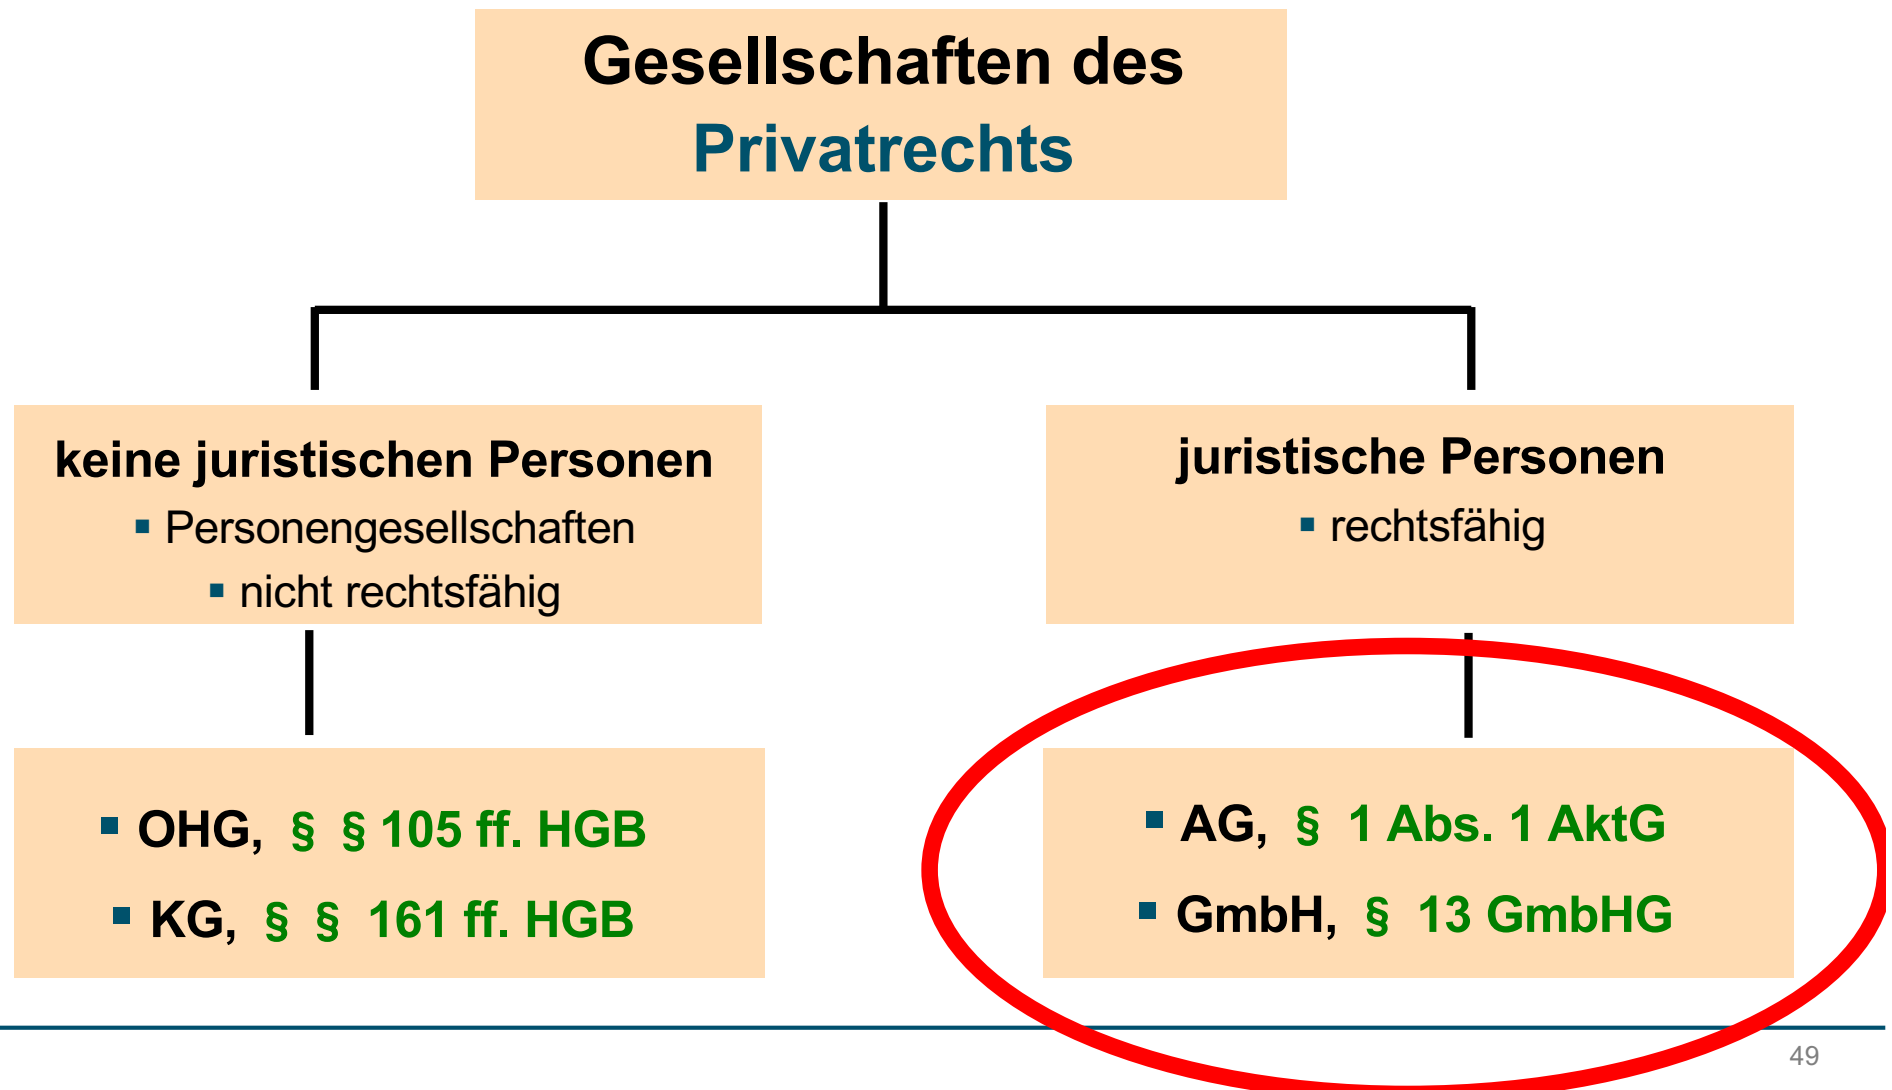 Gesellschaften des
Privatrechts
keine juristischen Personen
▪ Personengesellschaften
▪ nicht rechtsfähig
juristische Personen
▪ rechtsfähig
▪ OHG, § § 105 ff. HGB
▪ KG, § § 161 ff. HGB
▪ AG, § 1 Abs. 1 AktG
▪ GmbH, § 13 GmbHG
49